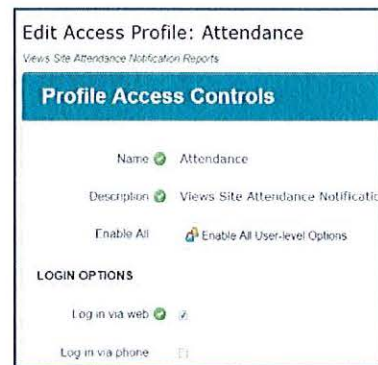 Edit Access Profile: Attendance
Views Site Attendance Notification Reports
Profile Access Controls
Name Attendance
Description Views Site Attendance Notificatio
Enable All Enable All User-level Options
LOGIN OPTIONS
Log in via web
Log in via phone